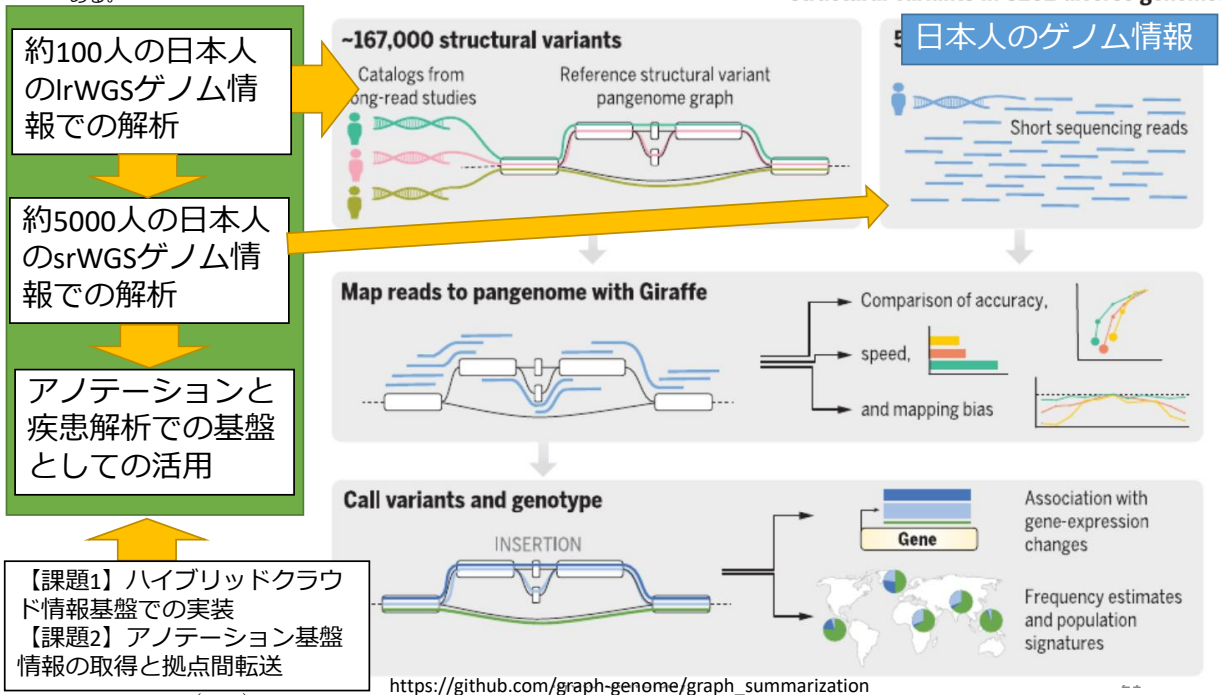 ある。
約100人の日本人
のlrWGSゲノム情
報での解析
約5000人の日本人
のsrWGSゲノム情
報での解析
アノテーションと
疾患解析での基盤
としての活用
【課題1】ハイブリッドクラウ
ド情報基盤での実装
【課題2】アノテーション基盤
情報の取得と拠点間転送
~167,000 structural variants
Catalogs from
ong-read studies
Reference structural variant
pangenome graph
5
日本人のゲノム情報
Short sequencing reads
Map reads to pangenome with Giraffe
Comparison of accuracy,
speed,
and mapping bias
Call variants and genotype
INSERTION
Gene
Association with
gene-expression
changes
Frequency estimates
and population
signatures
https://github.com/graph-genome/graph_summarization